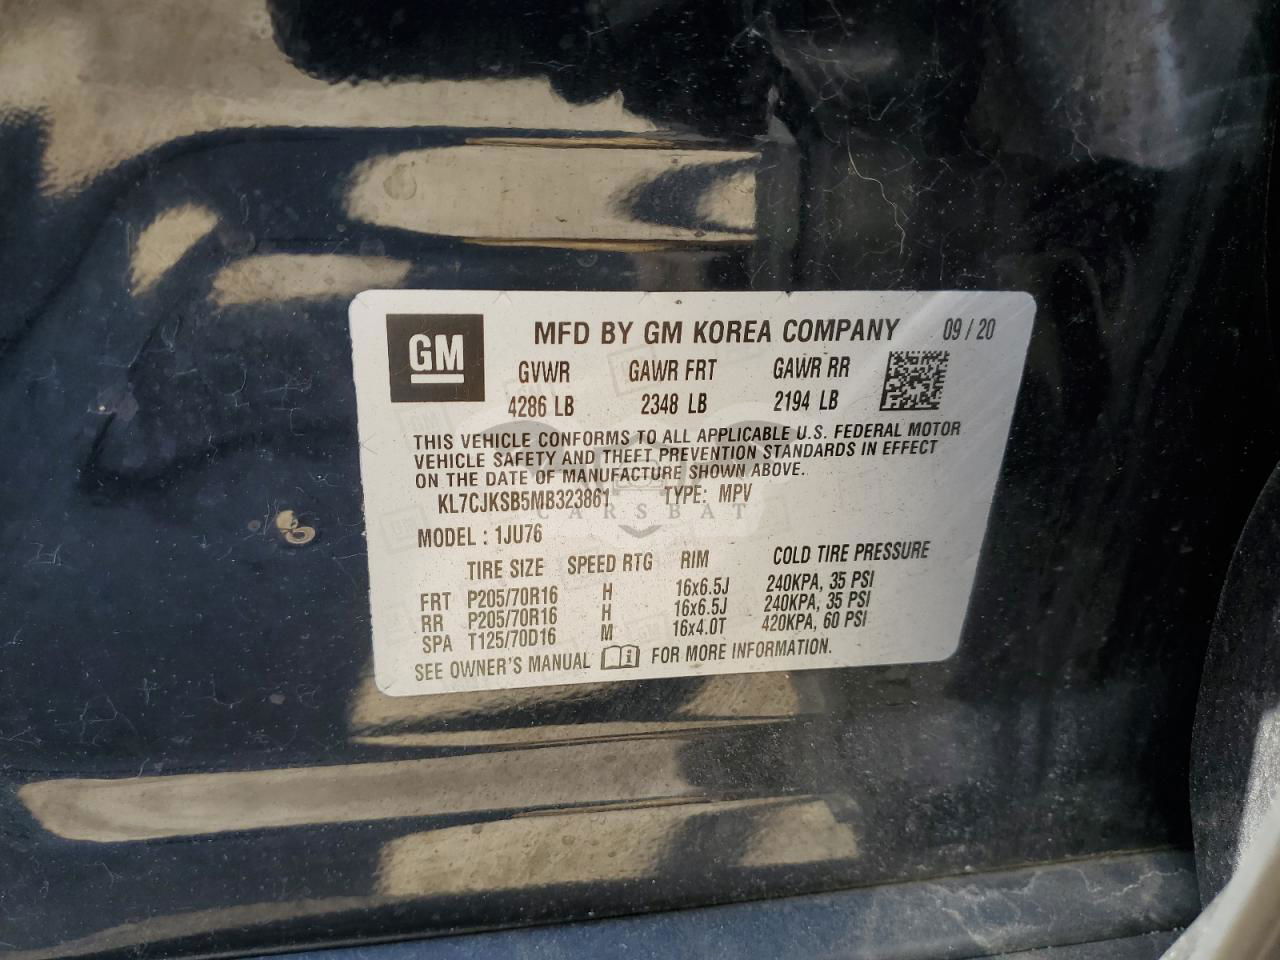 GM
MFD BY GM KOREA COMPANY 09 / 20
GVWR GAWR FRT GAWR RR
4286 LB 2348 LB 2194 LB
THIS VEHICLE CONFORMS TO ALL APPLICABLE U.S. FEDERAL MOTOR
VEHICLE SAFETY AND THEFT PREVENTION STANDARDS IN EFFECT
ON THE DATE OF MANUFACTURE SHOWN ABOVE.
KL7CJKSB5MB323861 TYPE: MPV
CARSBAT
MODEL : 1JU76
TIRE SIZE SPEED RTG RIM COLD TIRE PRESSURE
FRT P205/70R16 H 16x6.5J 240KPA, 35 PSI
RR P205/70R16 H 16x6.5J 240KPA, 35 PSI
SPA T125/70D16 M 16x4.0T 420KPA, 60 PSI
SEE OWNER'S MANUAL i FOR MORE INFORMATION.